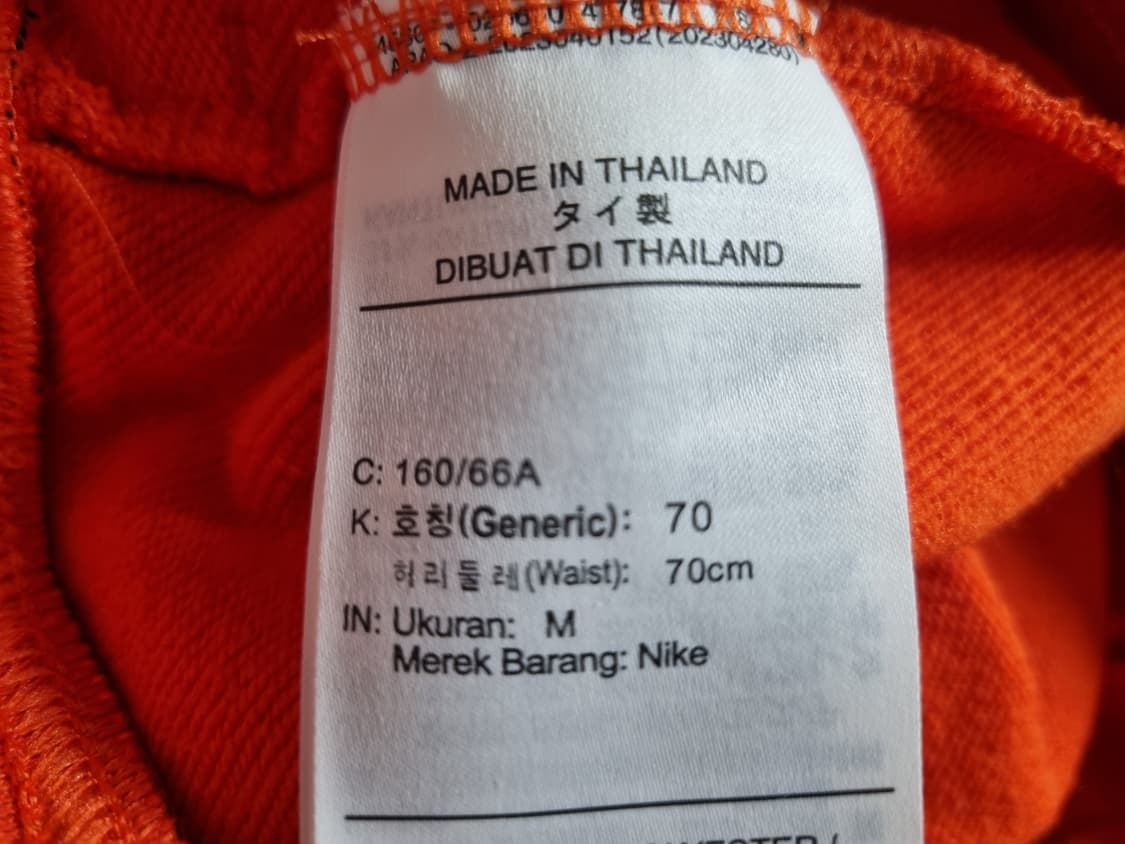 MADE IN THAILAND
タイ製
DIBUAT DI THAILAND
C: 160/66A
K: 호칭(Generic): 70
허리둘레(Waist): 70cm
IN: Ukuran: M
Merek Barang: Nike